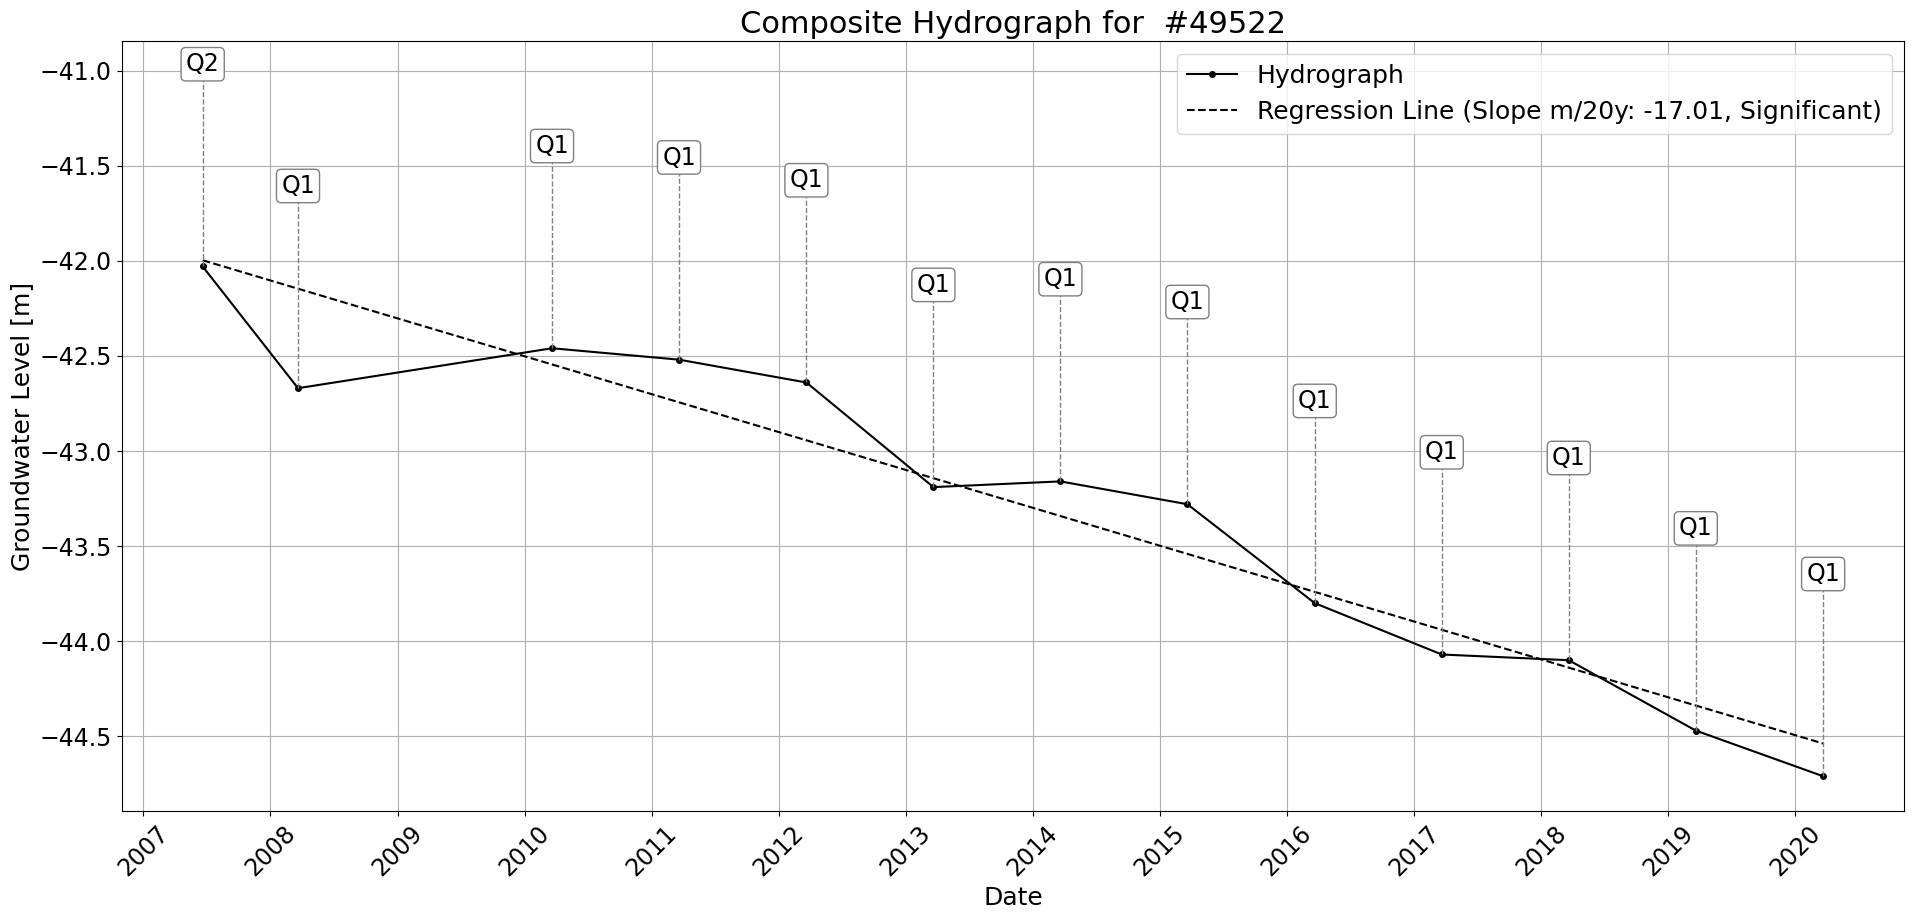 Composite Hydrograph for  #49522
Hydrograph
Regression Line (Slope m/20y: -17.01, Significant)
Q2
Q1
Q1
Q1
Q1
Q1
Q1
Q1
Q1
Q1
Q1
Q1
Q1
Groundwater Level [m]
−41.0
−41.5
−42.0
−42.5
−43.0
−43.5
−44.0
−44.5
2007
2008
2009
2010
2011
2012
2013
2014
2015
2016
2017
2018
2019
2020
Date